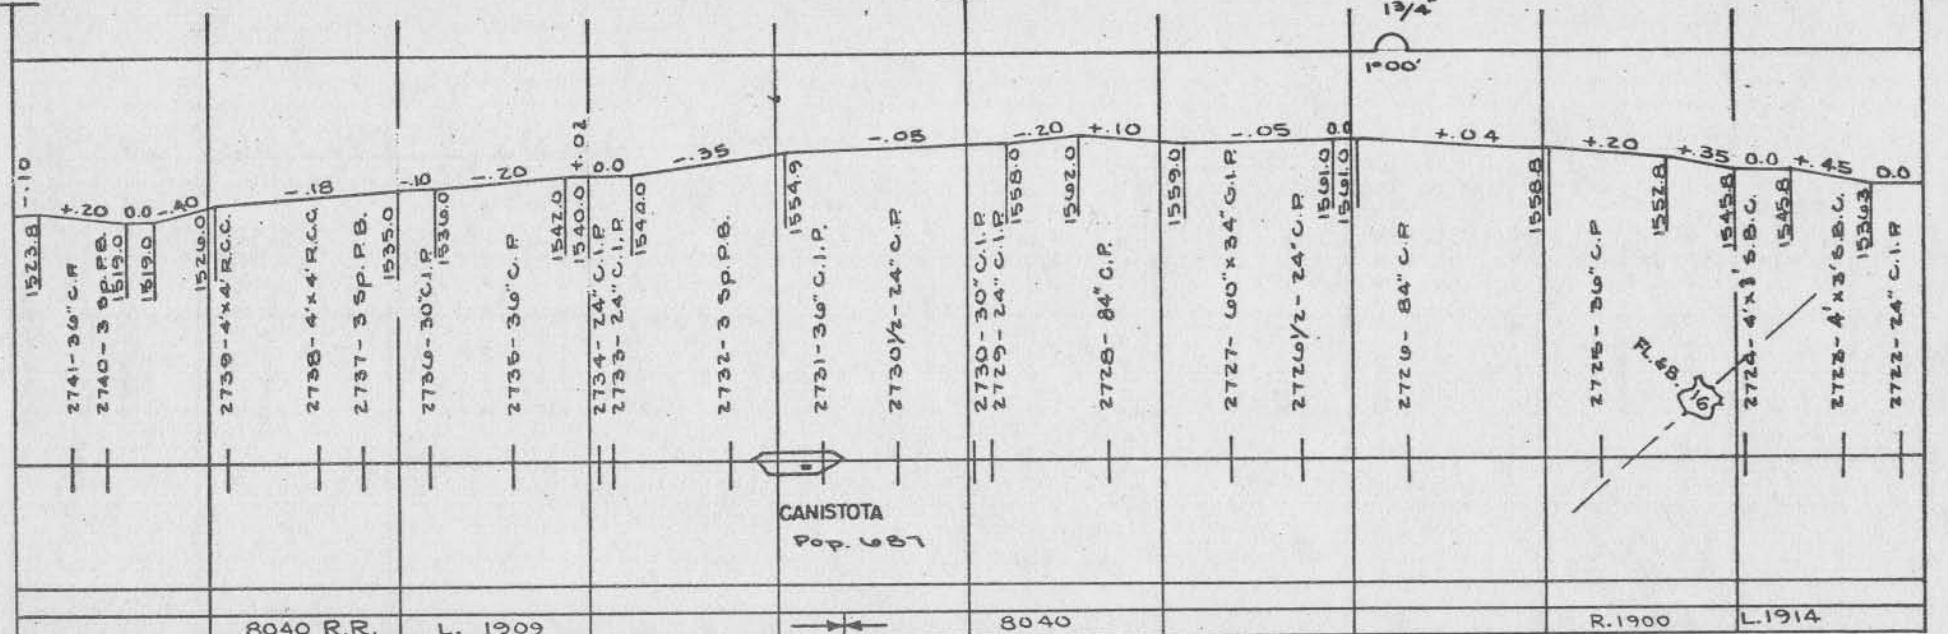 1 3/4"
1°00'
-.10
+.20
0.0
-.40
-.18
-.10
-.20
+.02
0.0
-.35
-.05
-.20
+.10
-.05
0.0
+.04
+.20
+.35
0.0
+.45
0.0
1523.8
2741-36" C.P.
2740-3 Sp. P.B.
1519.0
1519.0
1526.0
2739-4'x4' R.C.C.
2738-4'x4' R.C.C.
2737-3 Sp. P.B.
1535.0
2736-30" C.I.P.
1536.0
2735-36" C.P.
1542.0
1540.0
2734-24" C.I.P.
2733-24" C.I.P.
1540.0
2732-3 Sp. P.B.
1554.9
2731-36" C.I.P.
2730 1/2-24" C.P.
2730-30" C.I.P.
2729-24" C.I.P.
1558.0
1562.0
2728-84" C.P.
1559.0
2727-60"x34" C.I.P.
2726 1/2-24" C.P.
1561.0
1561.0
2726-84" C.P.
1558.8
2725-36" C.P.
1552.8
1545.8
2724-4'x3' S.B.C.
1545.8
2723-4'x3' S.B.C.
1536.3
2722-24" C.I.P.
FL.&B.
16
CANISTOTA
Pop. 687
8040 R.R.
L. 1909
8040
R.1900
L.1914